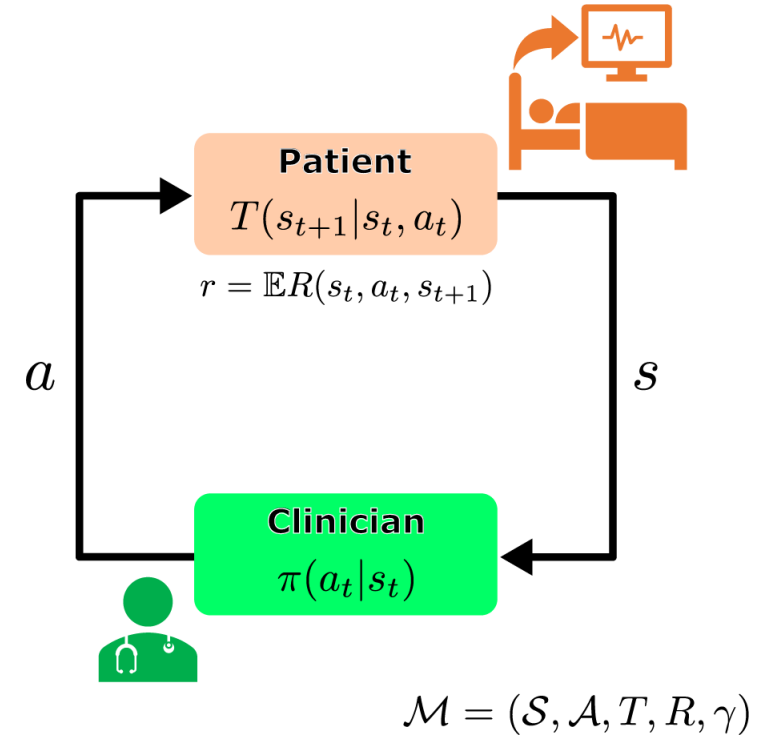 Patient
T(s_{t+1}|s_t, a_t)
r = 𝔼R(s_t, a_t, s_{t+1})
a
s
Clinician
π(a_t|s_t)
ℳ = (𝒮, 𝒜, T, R, γ)